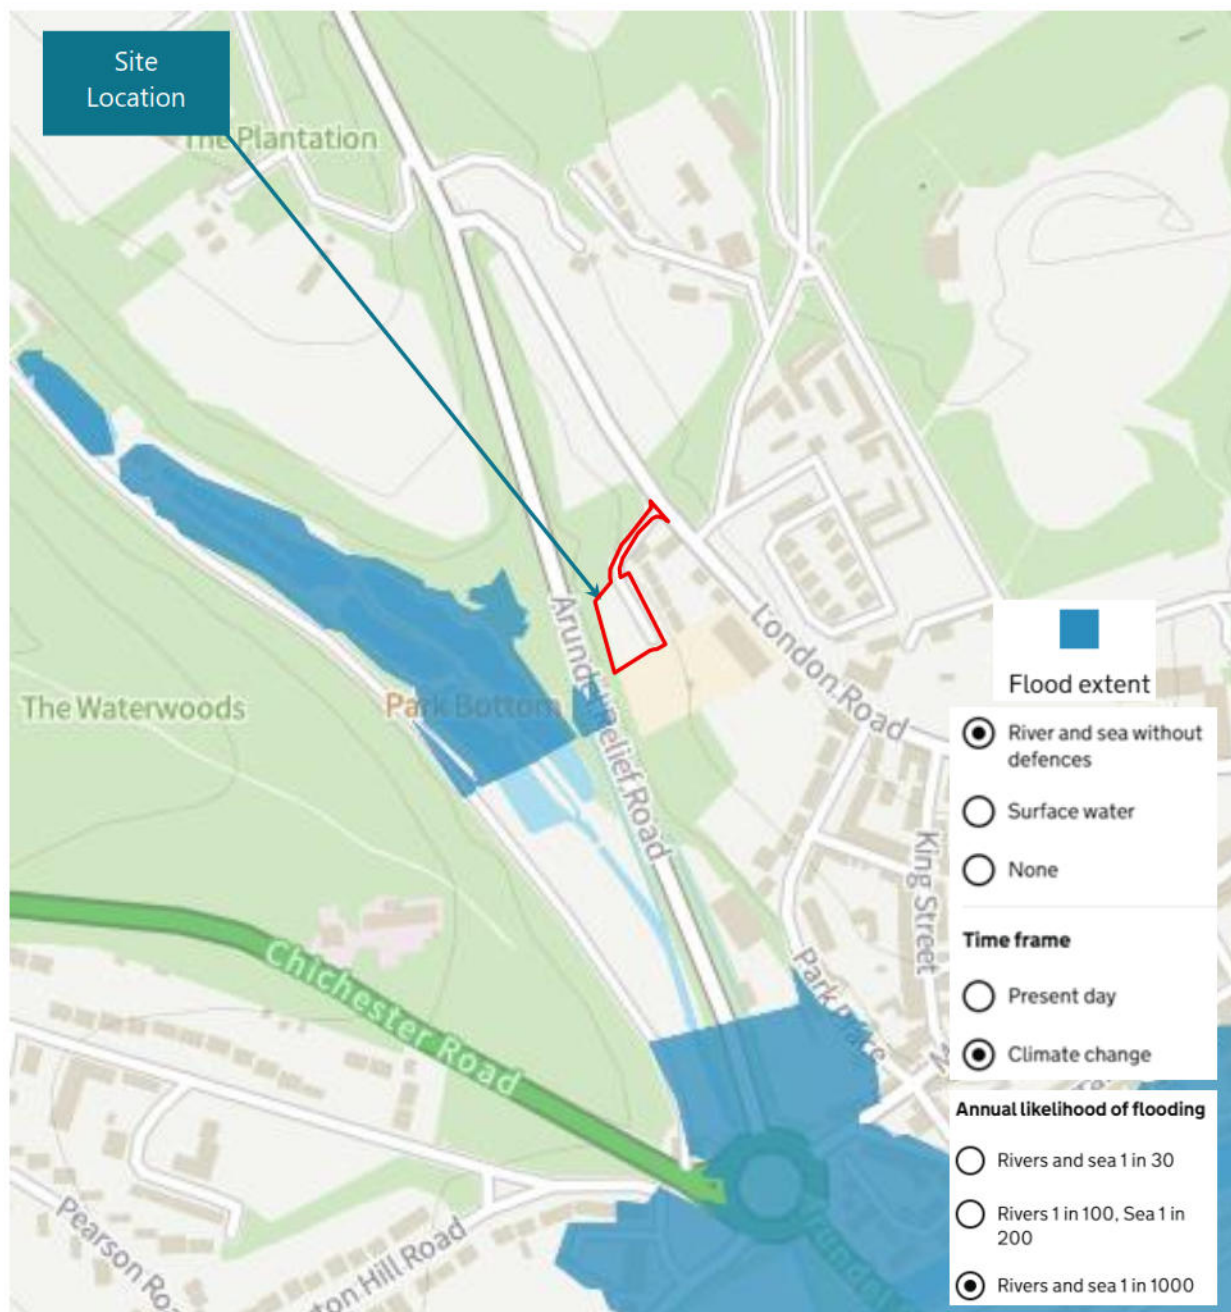 Site
Location
The Plantation
The Waterwoods
Park Bottom
Relief Road
London Road
King Street
Park Place
Chichester Road
Pearson
Hill Road
Flood extent
River and sea without
defences
Surface water
None
Time frame
Present day
Climate change
Annual likelihood of flooding
Rivers and sea 1 in 30
Rivers 1 in 100, Sea 1 in
200
Rivers and sea 1 in 1000